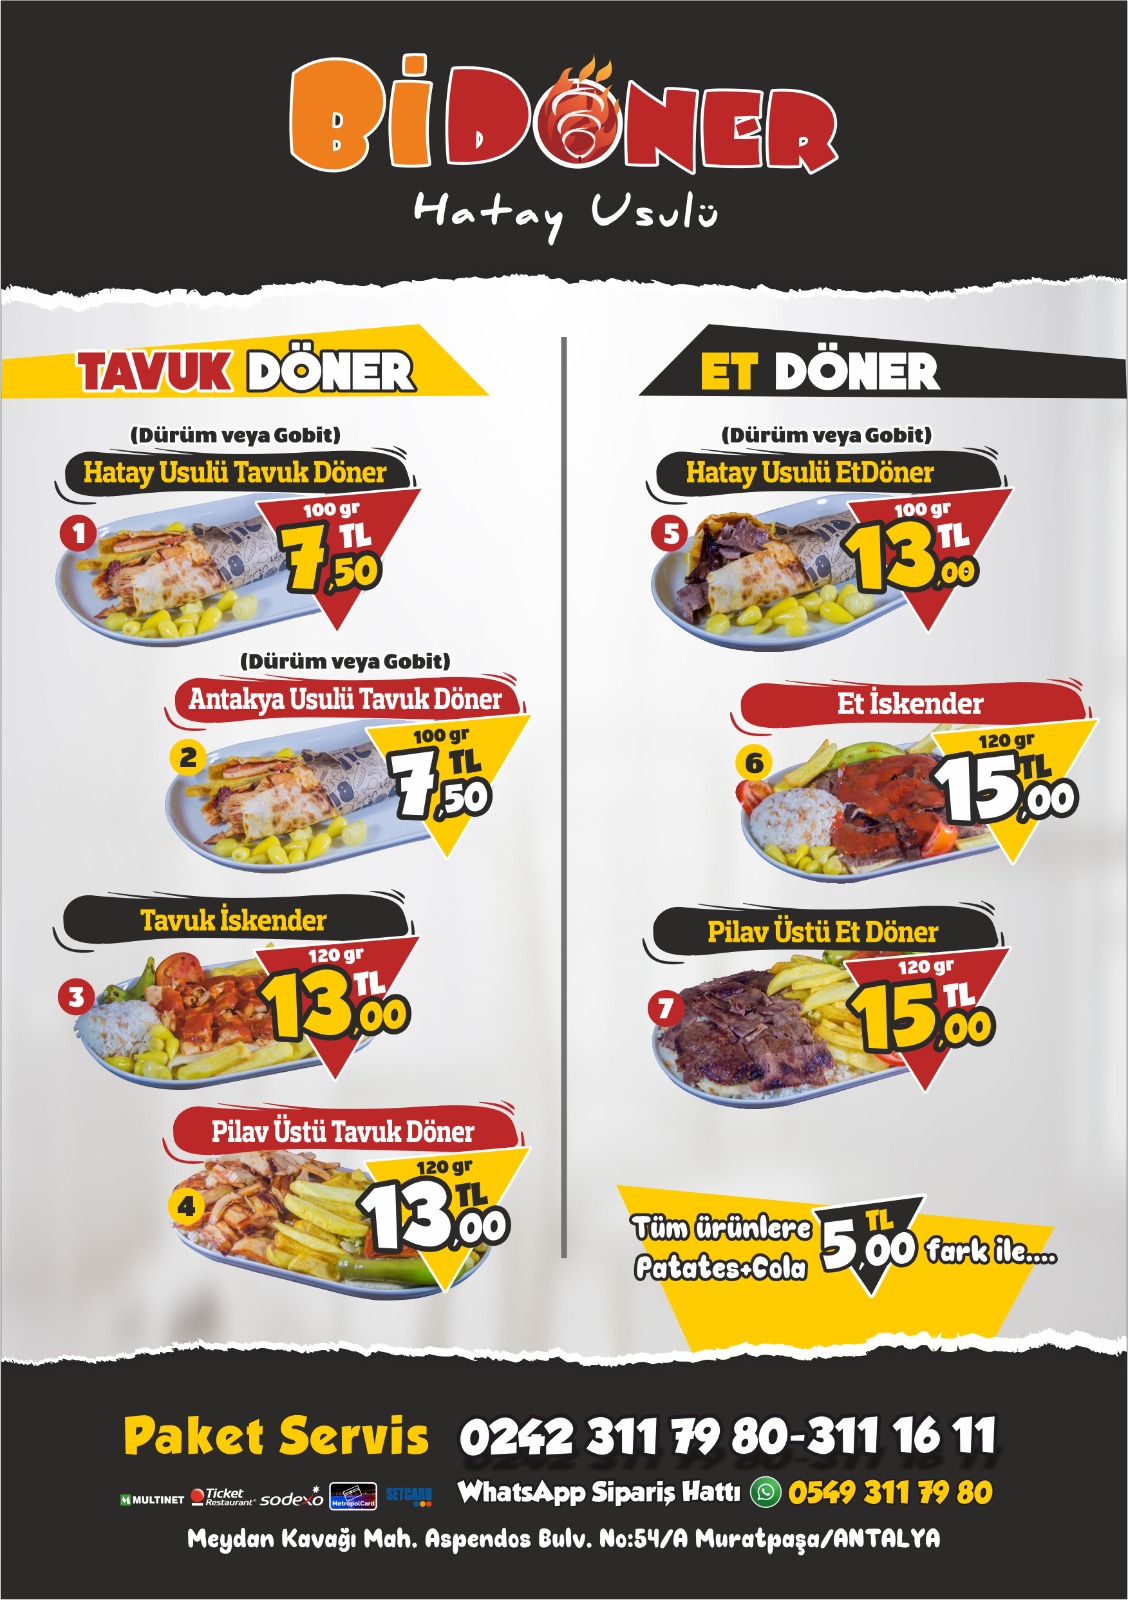 BİDÖNER
Hatay Usulü
TAVUK DÖNER
(Dürüm veya Gobit)
Hatay Usulü Tavuk Döner
1
100 gr
7,50 TL
(Dürüm veya Gobit)
Antakya Usulü Tavuk Döner
2
100 gr
7,50 TL
Tavuk İskender
3
120 gr
13,00 TL
Pilav Üstü Tavuk Döner
4
120 gr
13,00 TL
ET DÖNER
(Dürüm veya Gobit)
Hatay Usulü EtDöner
5
100 gr
13,00 TL
Et İskender
6
120 gr
15,00 TL
Pilav Üstü Et Döner
7
120 gr
15,00 TL
Tüm ürünlere
Patates+Cola
5,00 TL
fark ile....
Paket Servis 0242 311 79 80-311 16 11
MULTINET Ticket Restaurant sodexo MetropolCard SETCARD
WhatsApp Sipariş Hattı 0549 311 79 80
Meydan Kavağı Mah. Aspendos Bulv. No:54/A Muratpaşa/ANTALYA